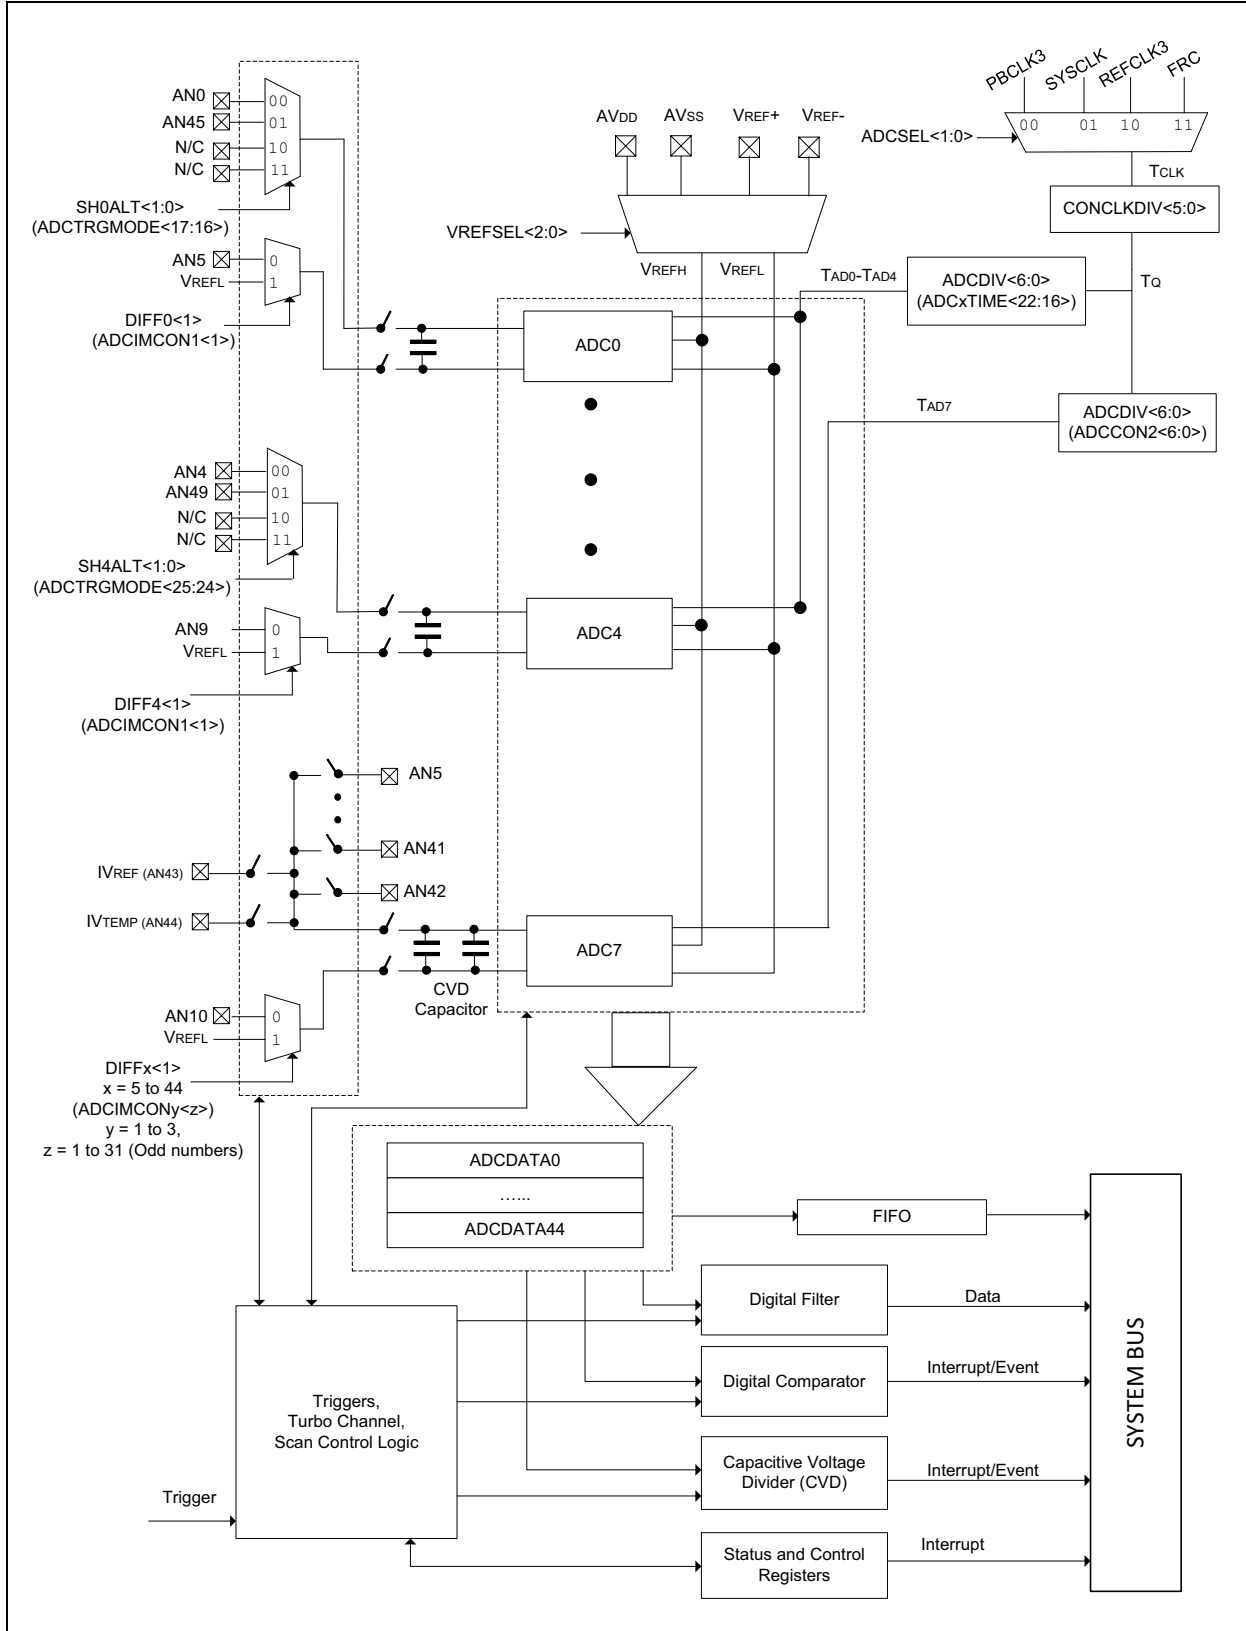 PBCLK3
SYSCLK
REFCLK3
FRC
00
01
10
11
ADCSEL<1:0>
TCLK
CONCLKDIV<5:0>
TQ
ADCDIV<6:0>
(ADCxTIME<22:16>)
TAD0-TAD4
ADCDIV<6:0>
(ADCCON2<6:0>)
TAD7
AVDD
AVSS
VREF+
VREF-
VREFSEL<2:0>
VREFH
VREFL
AN0
AN45
N/C
N/C
00
01
10
11
SH0ALT<1:0>
(ADCTRGMODE<17:16>)
AN5
VREFL
0
1
DIFF0<1>
(ADCIMCON1<1>)
ADC0
AN4
AN49
N/C
N/C
00
01
10
11
SH4ALT<1:0>
(ADCTRGMODE<25:24>)
AN9
VREFL
0
1
DIFF4<1>
(ADCIMCON1<1>)
ADC4
AN5
AN41
AN42
IVREF (AN43)
IVTEMP (AN44)
ADC7
CVD
Capacitor
AN10
VREFL
0
1
DIFFx<1>
x = 5 to 44
(ADCIMCONy<z>)
y = 1 to 3,
z = 1 to 31 (Odd numbers)
ADCDATA0
......
ADCDATA44
FIFO
Digital Filter
Data
Digital Comparator
Interrupt/Event
Capacitive Voltage
Divider (CVD)
Interrupt/Event
Status and Control
Registers
Interrupt
Triggers,
Turbo Channel,
Scan Control Logic
Trigger
SYSTEM BUS